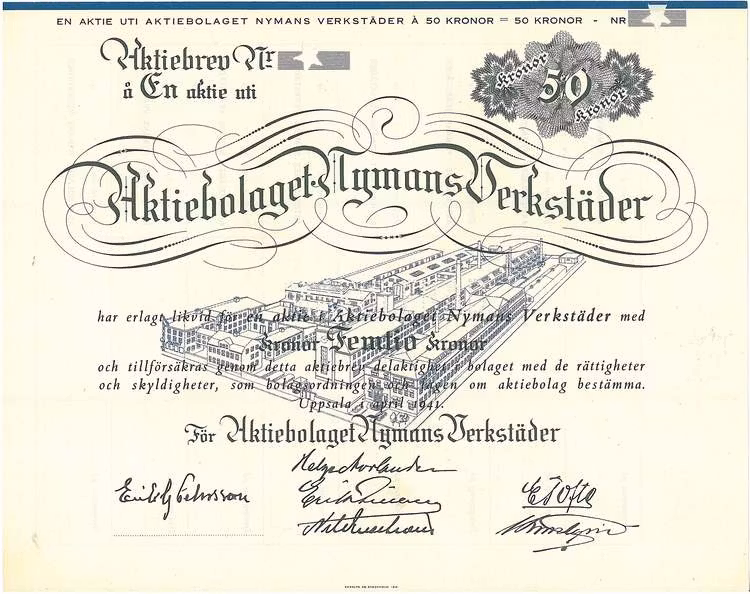 EN AKTIE UTI AKTIEBOLAGET NYMANS VERKSTÄDER À 50 KRONOR = 50 KRONOR - NR
Aktiebrev Nr
à En aktie uti
Kronor 50 Kronor
Aktiebolaget Nymans Verkstäder
har erlagt likvid för en aktie i Aktiebolaget Nymans Verkstäder med
Kronor Femtio Kronor
och tillförsäkras genom detta aktiebrev delaktighet i bolaget med de rättigheter
och skyldigheter, som bolagsordningen och lagen om aktiebolag bestämma.
Uppsala i april 1941.
För Aktiebolaget Nymans Verkstäder